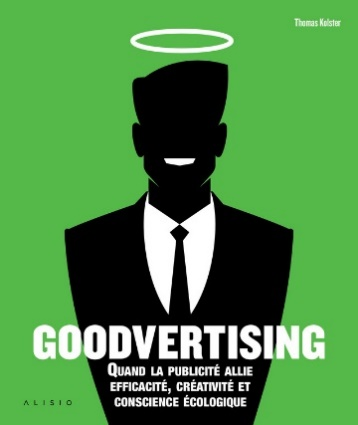 Thomas Kolster
GOODVERTISING
QUAND LA PUBLICITÉ ALLIE
EFFICACITÉ, CRÉATIVITÉ ET
CONSCIENCE ÉCOLOGIQUE
ALISIO